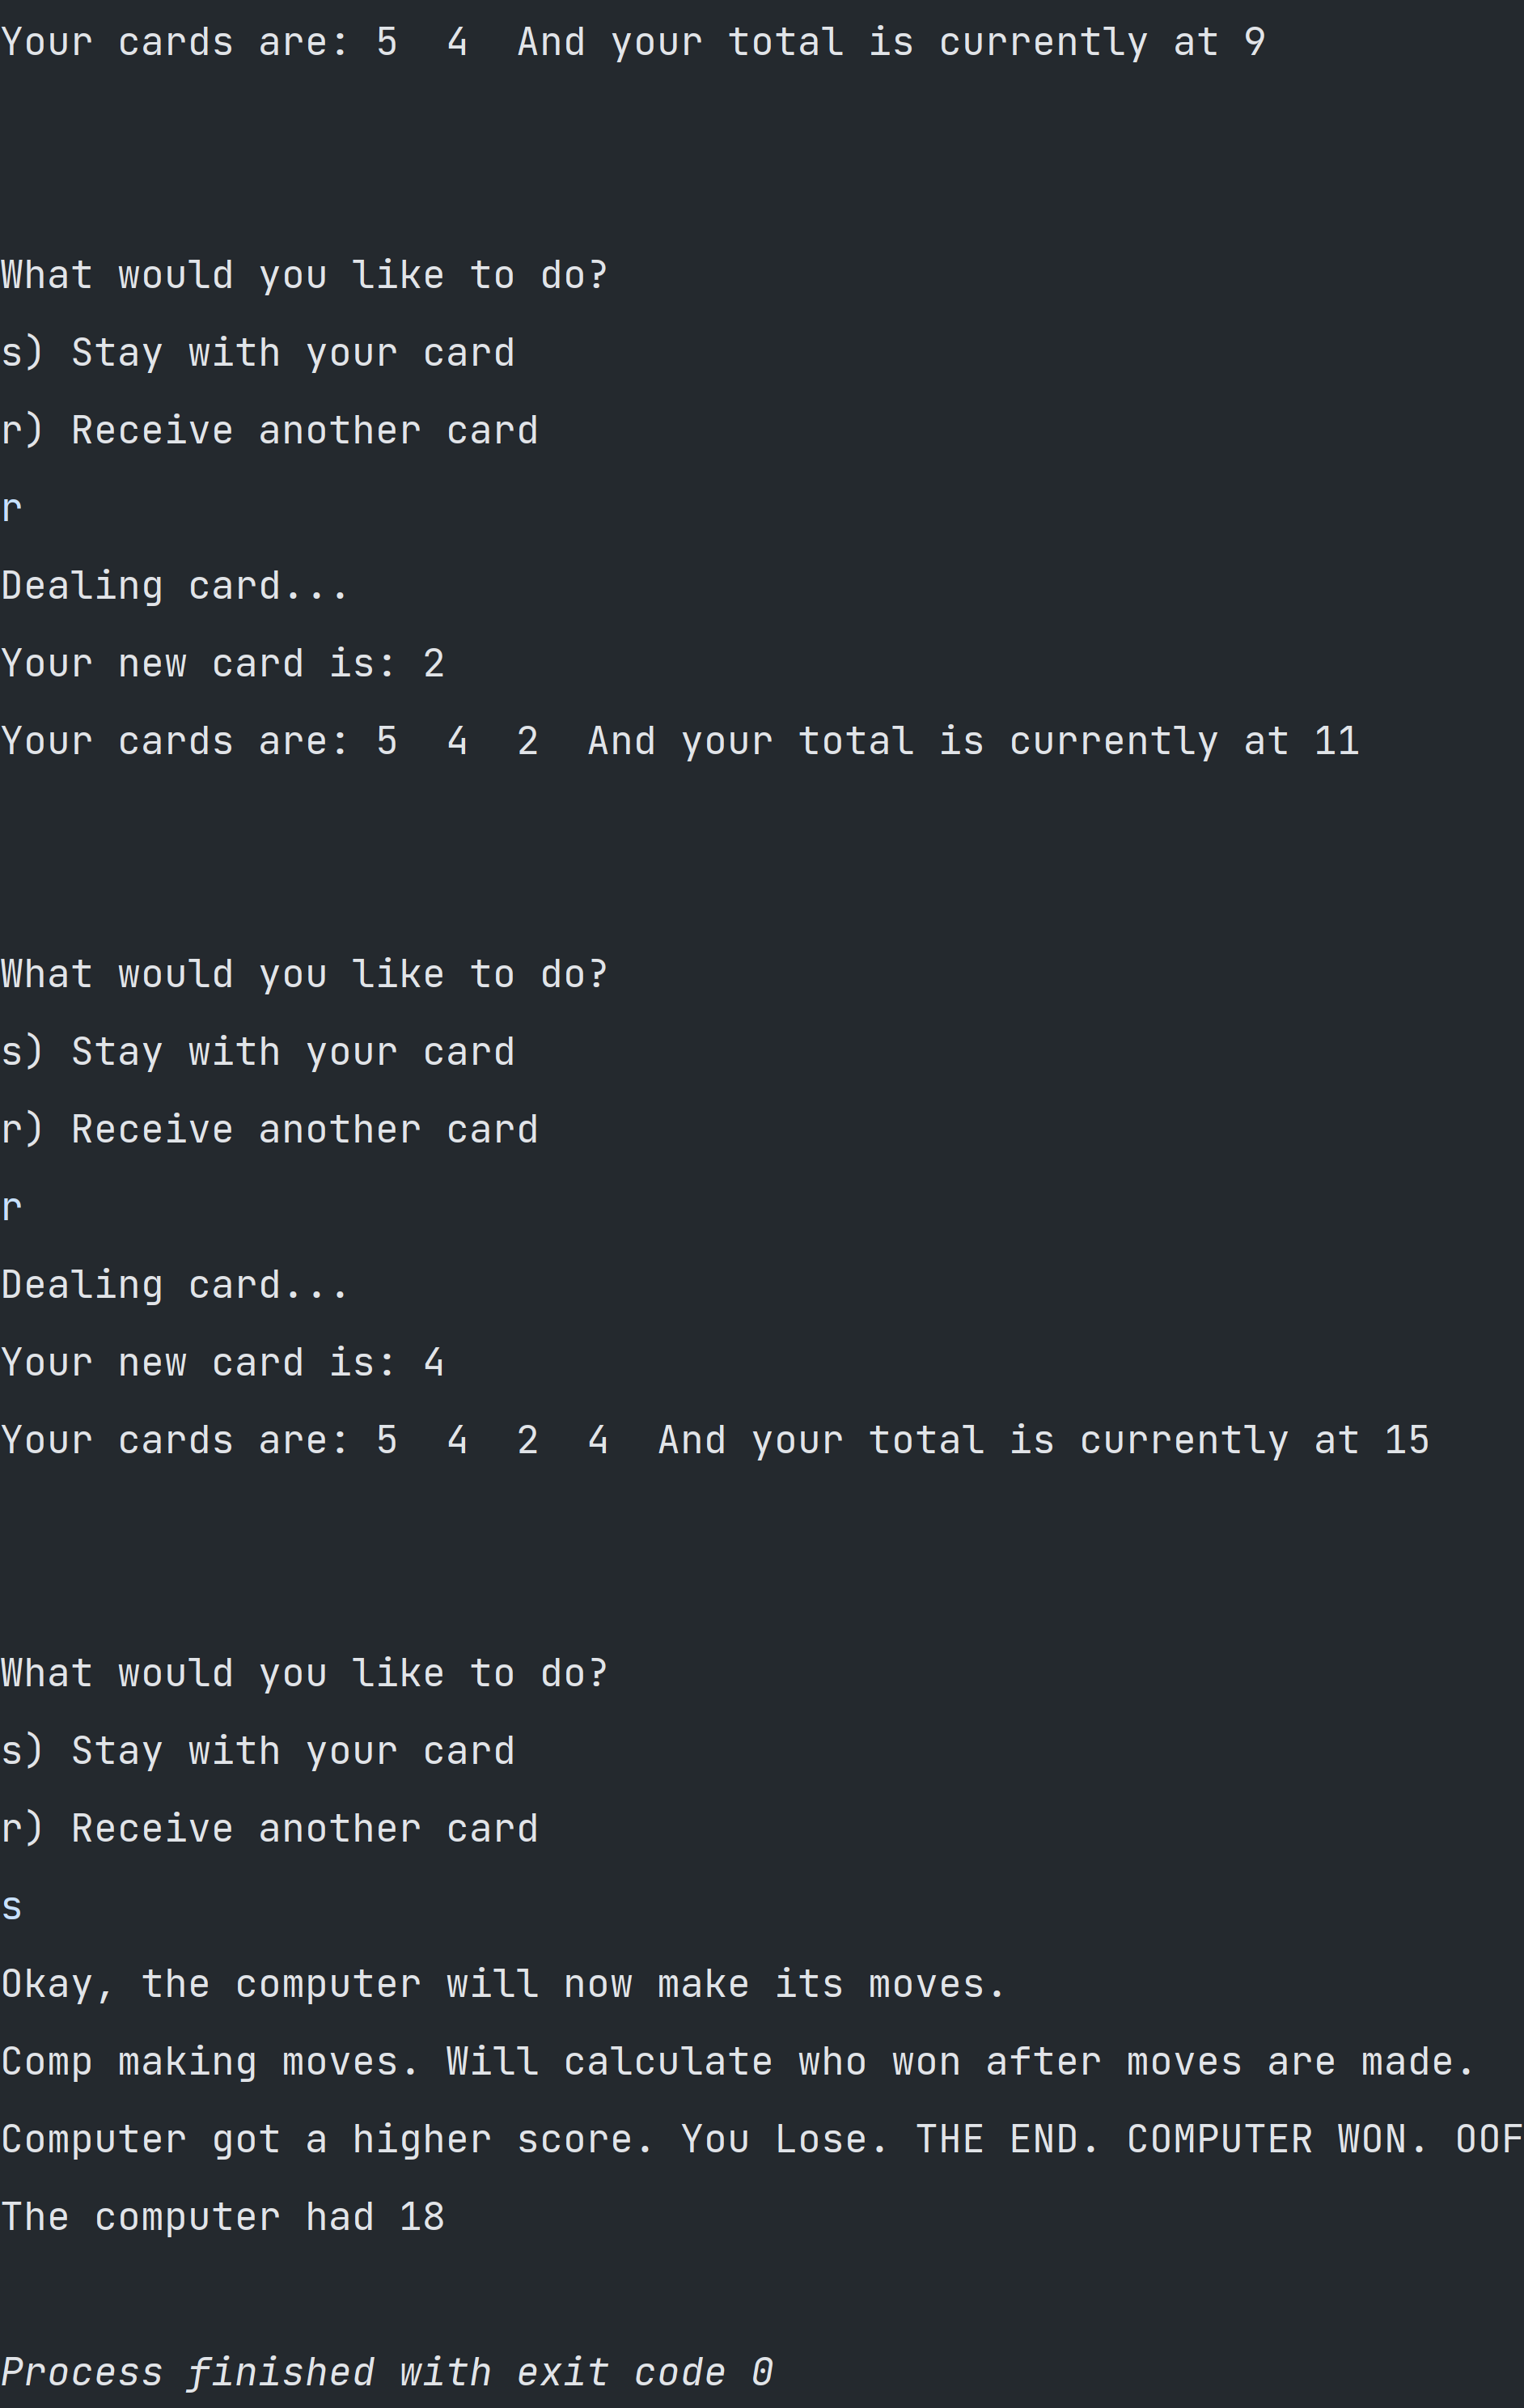 Your cards are: 5  4  And your total is currently at 9
What would you like to do?
s) Stay with your card
r) Receive another card
r
Dealing card...
Your new card is: 2
Your cards are: 5  4  2  And your total is currently at 11
What would you like to do?
s) Stay with your card
r) Receive another card
r
Dealing card...
Your new card is: 4
Your cards are: 5  4  2  4  And your total is currently at 15
What would you like to do?
s) Stay with your card
r) Receive another card
s
Okay, the computer will now make its moves.
Comp making moves. Will calculate who won after moves are made.
Computer got a higher score. You Lose. THE END. COMPUTER WON. OOF
The computer had 18
Process finished with exit code 0